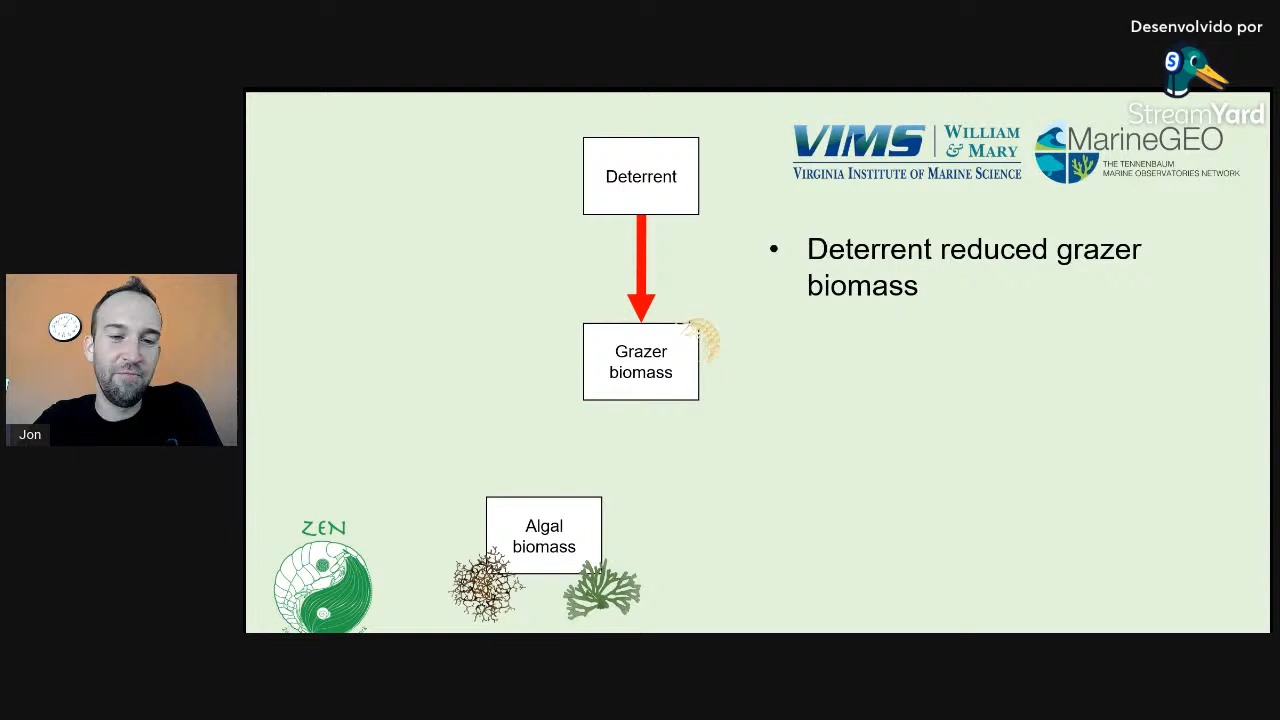 Desenvolvido por
StreamYard
VIMS
WILLIAM
& MARY
VIRGINIA INSTITUTE OF MARINE SCIENCE
MarineGEO
THE TENNENBAUM
MARINE OBSERVATORIES NETWORK
Deterrent
• Deterrent reduced grazer
biomass
Grazer
biomass
Jon
Algal
biomass
ZEN